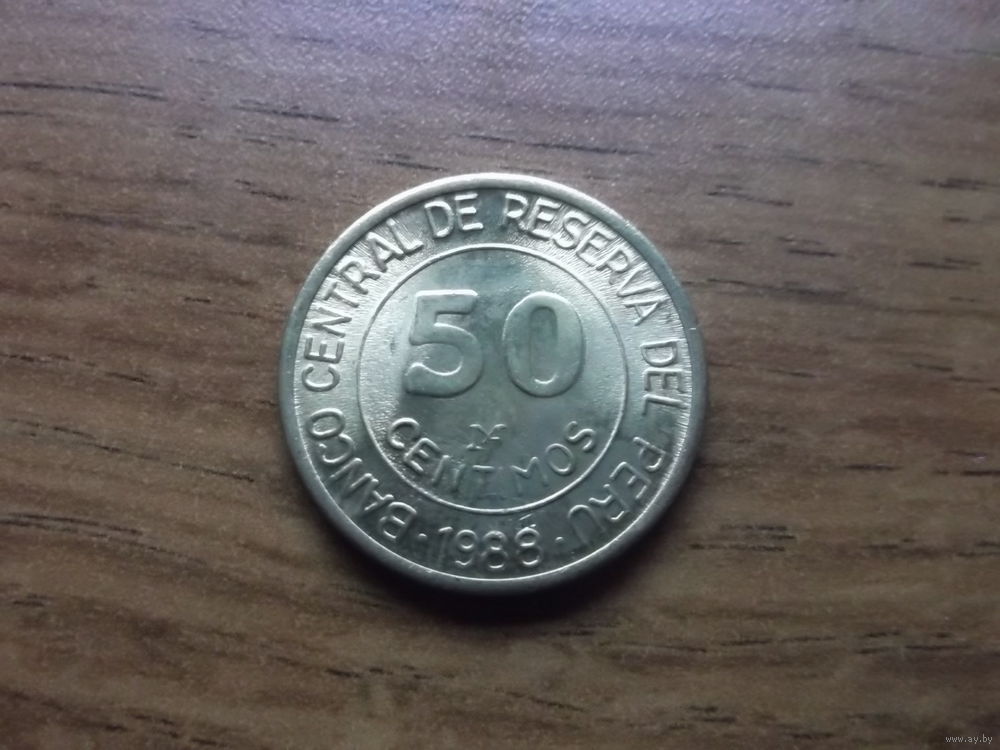 BANCO CENTRAL DE RESERVA DEL PERU
50
CENTIMOS
· 1988 ·
www.ay.by